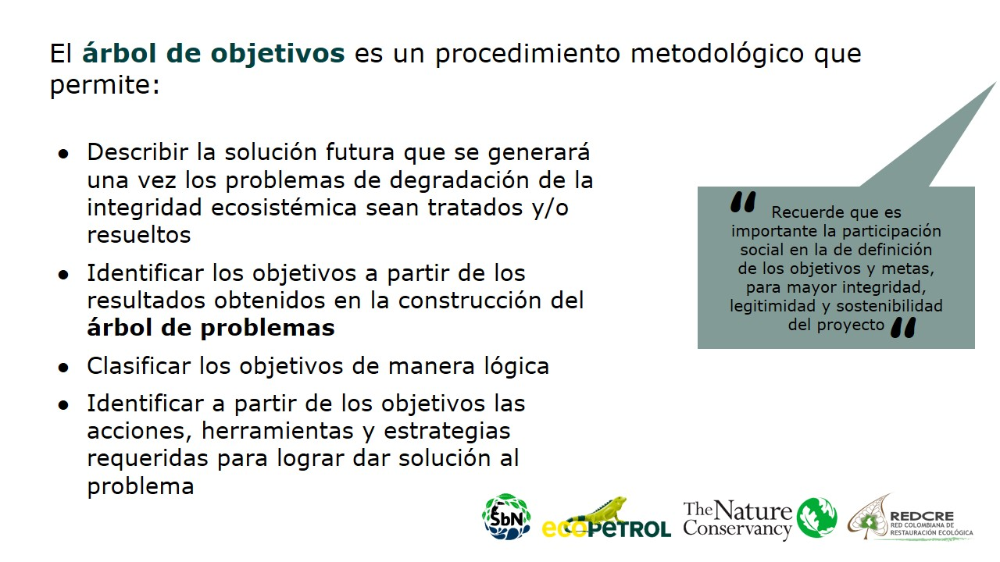 El árbol de objetivos es un procedimiento metodológico que
permite:
● Describir la solución futura que se generará
una vez los problemas de degradación de la
integridad ecosistémica sean tratados y/o
resueltos
● Identificar los objetivos a partir de los
resultados obtenidos en la construcción del
árbol de problemas
● Clasificar los objetivos de manera lógica
● Identificar a partir de los objetivos las
acciones, herramientas y estrategias
requeridas para lograr dar solución al
problema
“ Recuerde que es
importante la participación
social en la de definición
de los objetivos y metas,
para mayor integridad,
legitimidad y sostenibilidad
del proyecto “
SbN
ecopetrol
The Nature
Conservancy
REDCRE
RED COLOMBIANA DE
RESTAURACIÓN ECOLÓGICA